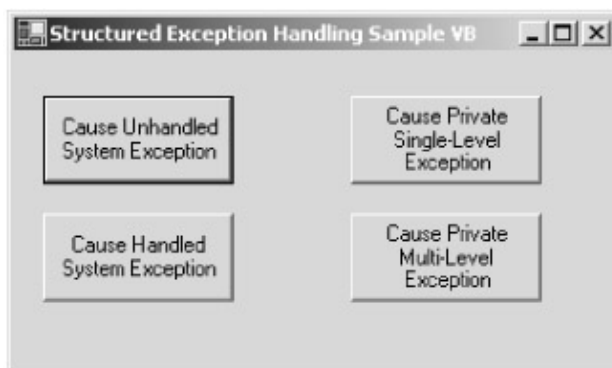 Structured Exception Handling Sample VB
Cause Unhandled
System Exception
Cause Private
Single-Level
Exception
Cause Handled
System Exception
Cause Private
Multi-Level
Exception